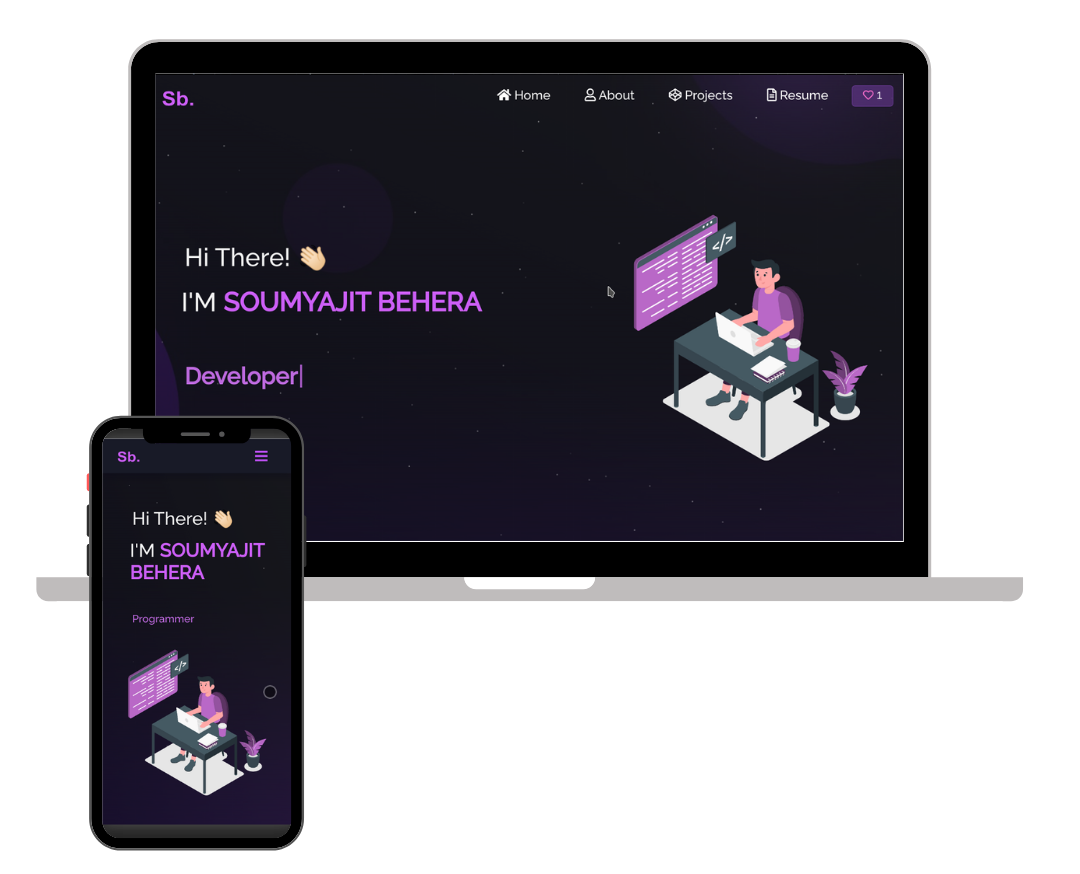 Sb.
Home About Projects Resume 1
Hi There! 👋🏻
I'M SOUMYAJIT BEHERA
Developer|
</>
Sb.
Hi There! 👋🏻
I'M SOUMYAJIT
BEHERA
Programmer
</>